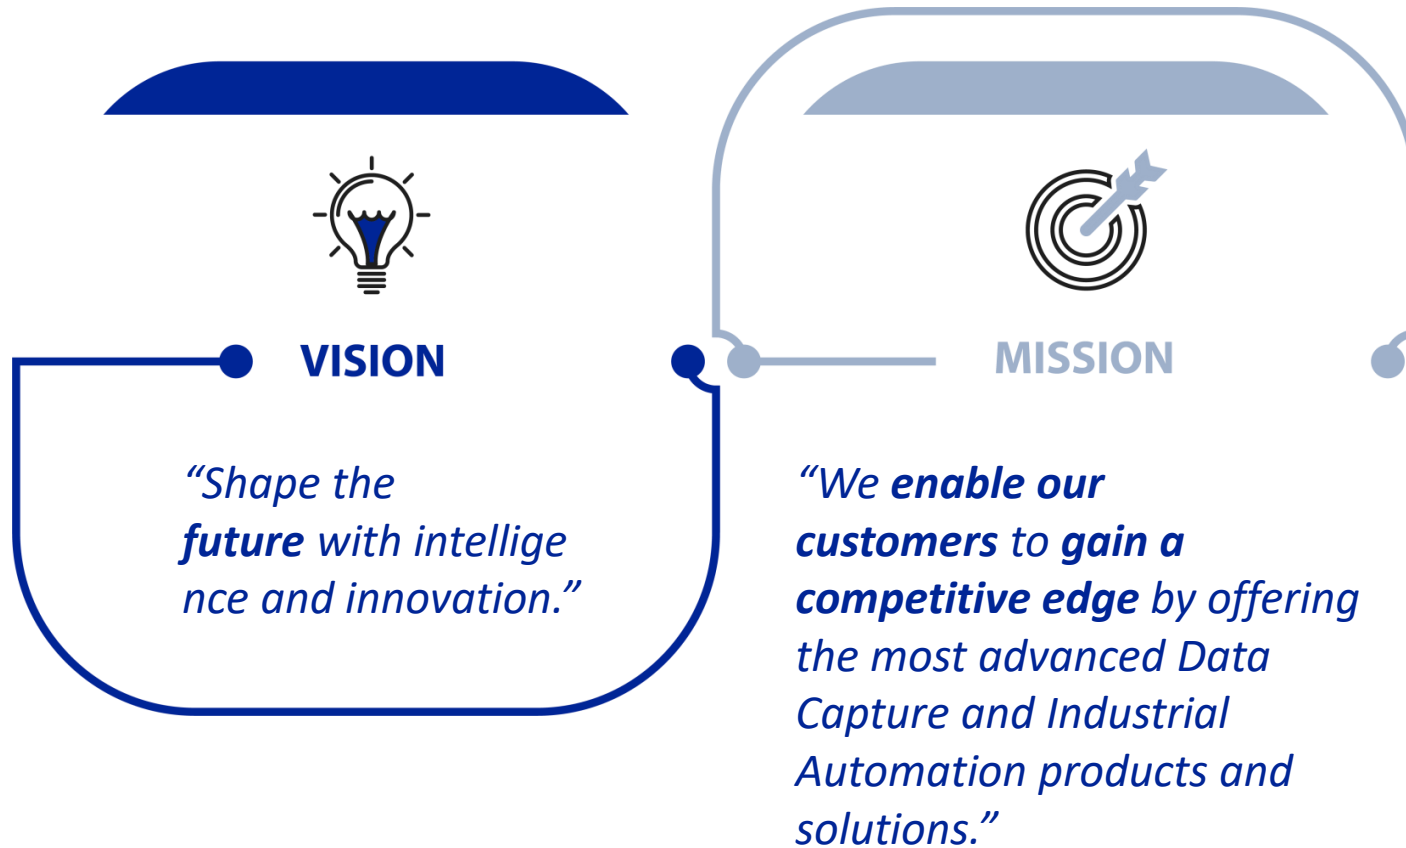 VISION
“Shape the
future with intellige
nce and innovation.”
MISSION
“We enable our
customers to gain a
competitive edge by offering
the most advanced Data
Capture and Industrial
Automation products and
solutions.”